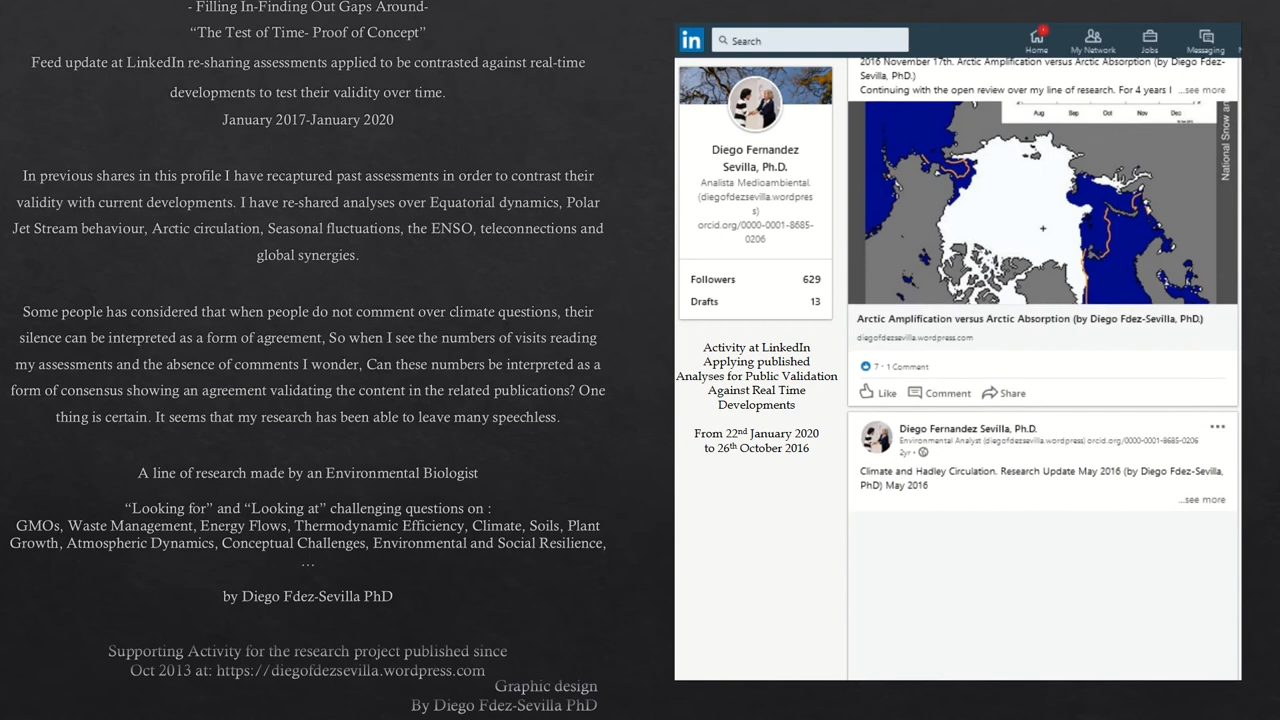 - Filling In-Finding Out Gaps Around-
“The Test of Time- Proof of Concept”
Feed update at LinkedIn re-sharing assessments applied to be contrasted against real-time
developments to test their validity over time.
January 2017-January 2020
In previous shares in this profile I have recaptured past assessments in order to contrast their
validity with current developments. I have re-shared analyses over Equatorial dynamics, Polar
Jet Stream behaviour, Arctic circulation, Seasonal fluctuations, the ENSO, teleconnections and
global synergies.
Some people has considered that when people do not comment over climate questions, their
silence can be interpreted as a form of agreement, So when I see the numbers of visits reading
my assessments and the absence of comments I wonder, Can these numbers be interpreted as a
form of consensus showing an agreement validating the content in the related publications? One
thing is certain. It seems that my research has been able to leave many speechless.
A line of research made by an Environmental Biologist
“Looking for” and “Looking at” challenging questions on :
GMOs, Waste Management, Energy Flows, Thermodynamic Efficiency, Climate, Soils, Plant
Growth, Atmospheric Dynamics, Conceptual Challenges, Environmental and Social Resilience,
…
by Diego Fdez-Sevilla PhD
Supporting Activity for the research project published since
Oct 2013 at: https://diegofdezsevilla.wordpress.com
Graphic design
By Diego Fdez-Sevilla PhD
in
Search
Home
My Network
Jobs
Messaging
Diego Fernandez
Sevilla, Ph.D.
Analista Medioambiental.
(diegofdezsevilla.wordpres
s)
orcid.org/0000-0001-8685-
0206
Followers 629
Drafts 13
Activity at LinkedIn
Applying published
Analyses for Public Validation
Against Real Time
Developments
From 22nd January 2020
to 26th October 2016
2016 November 17th. Arctic Amplification versus Arctic Absorption (by Diego Fdez-
Sevilla, PhD.)
Continuing with the open review over my line of research. For 4 years I ...see more
Aug Sep Oct Nov Dec
National Snow an
Arctic Amplification versus Arctic Absorption (by Diego Fdez-Sevilla, PhD.)
diegofdezsevilla.wordpress.com
7 · 1 Comment
Like Comment Share
Diego Fernandez Sevilla, Ph.D.
Environmental Analyst (diegofdezsevilla.wordpress) orcid.org/0000-0001-8685-0206
2yr •
Climate and Hadley Circulation. Research Update May 2016 (by Diego Fdez-Sevilla,
PhD) May 2016
...see more